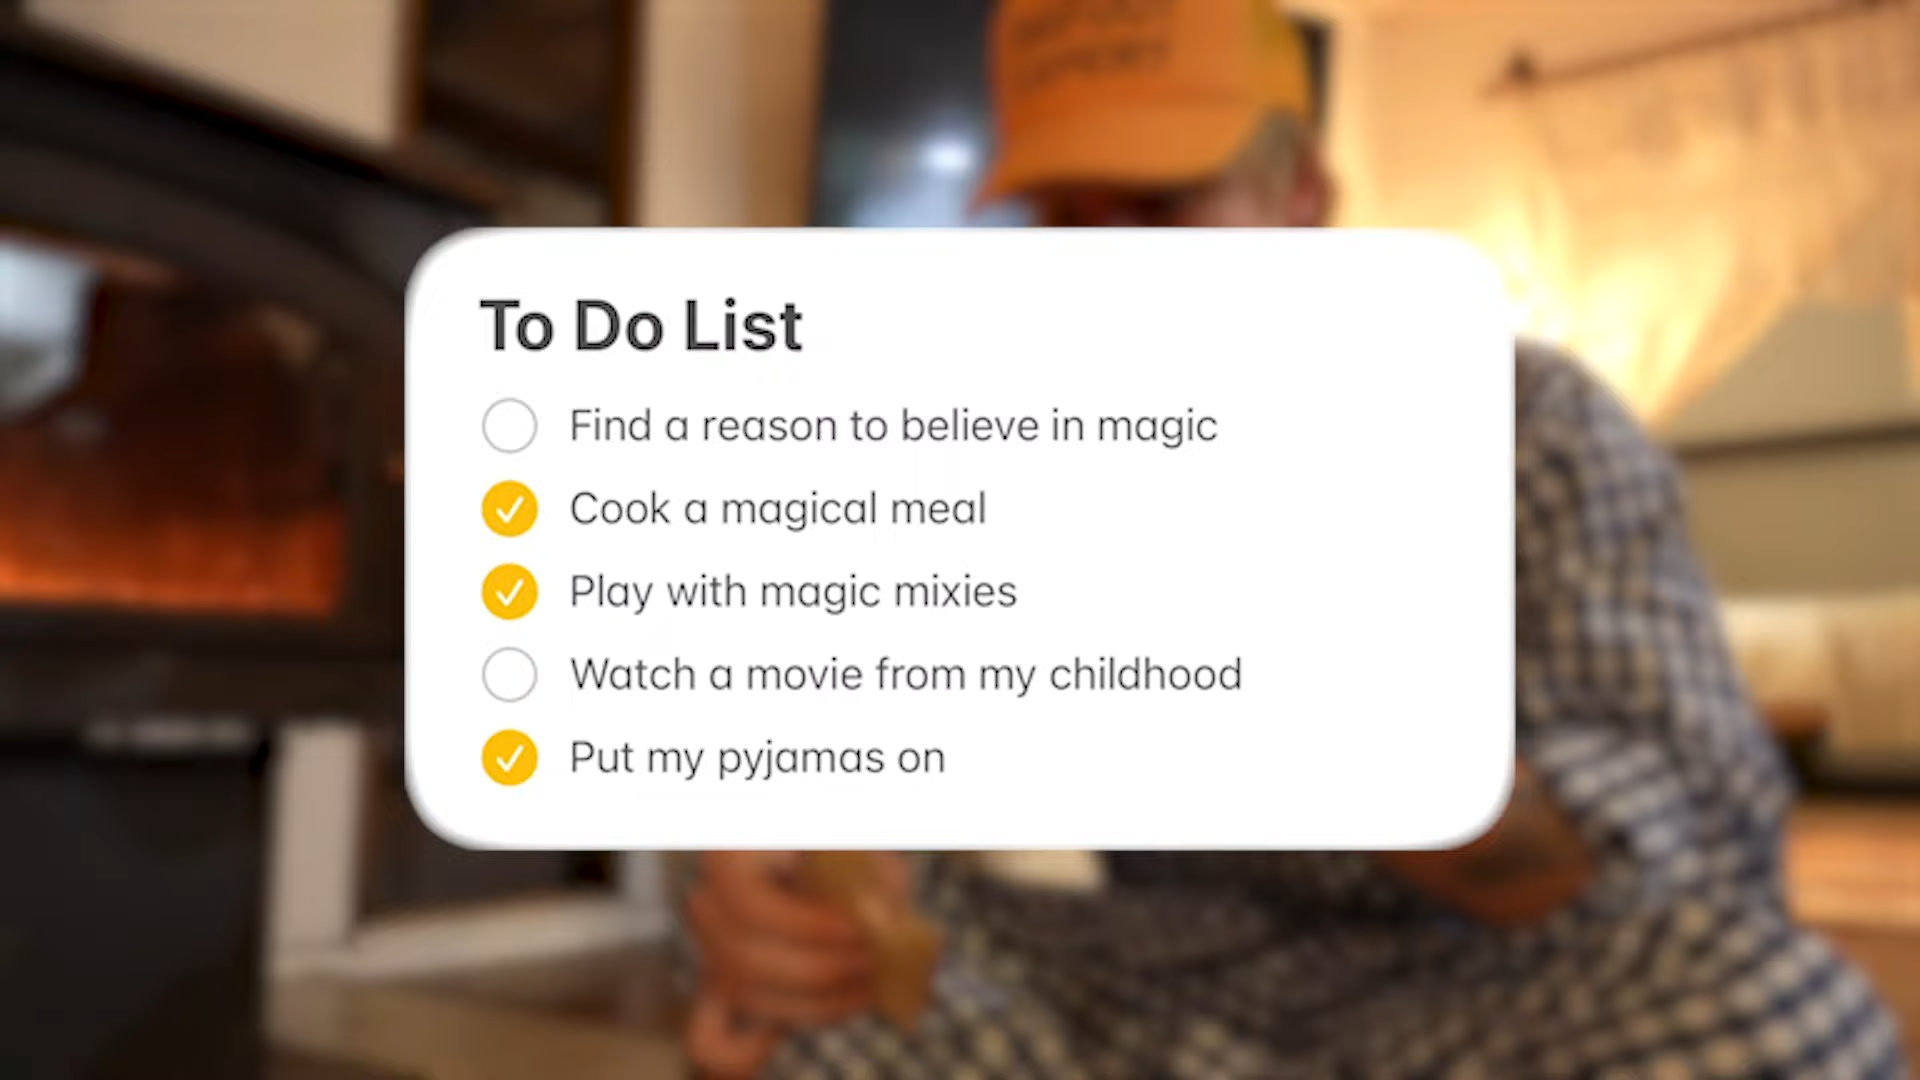 To Do List
Find a reason to believe in magic
Cook a magical meal
Play with magic mixies
Watch a movie from my childhood
Put my pyjamas on